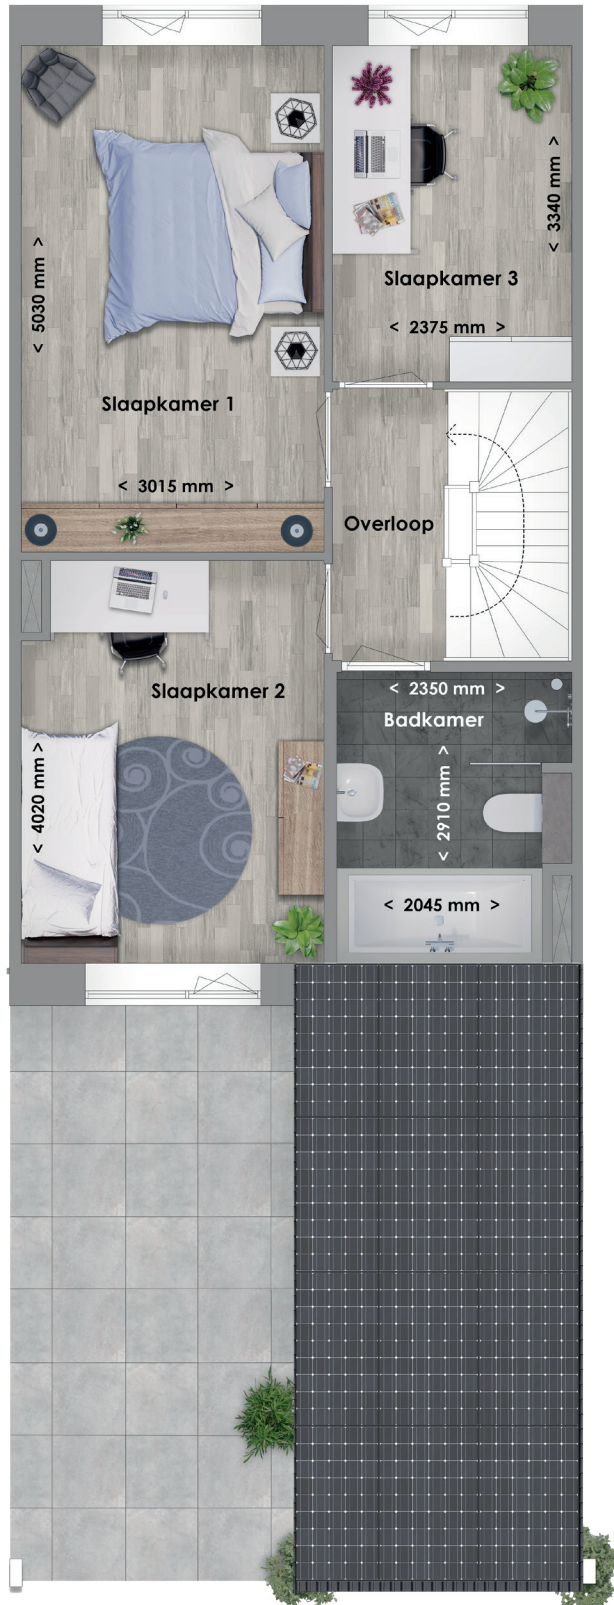 < 5030 mm >
< 3340 mm >
Slaapkamer 3
< 2375 mm >
Slaapkamer 1
< 3015 mm >
Overloop
Slaapkamer 2
< 2350 mm >
Badkamer
< 4020 mm >
< 2910 mm >
< 2045 mm >